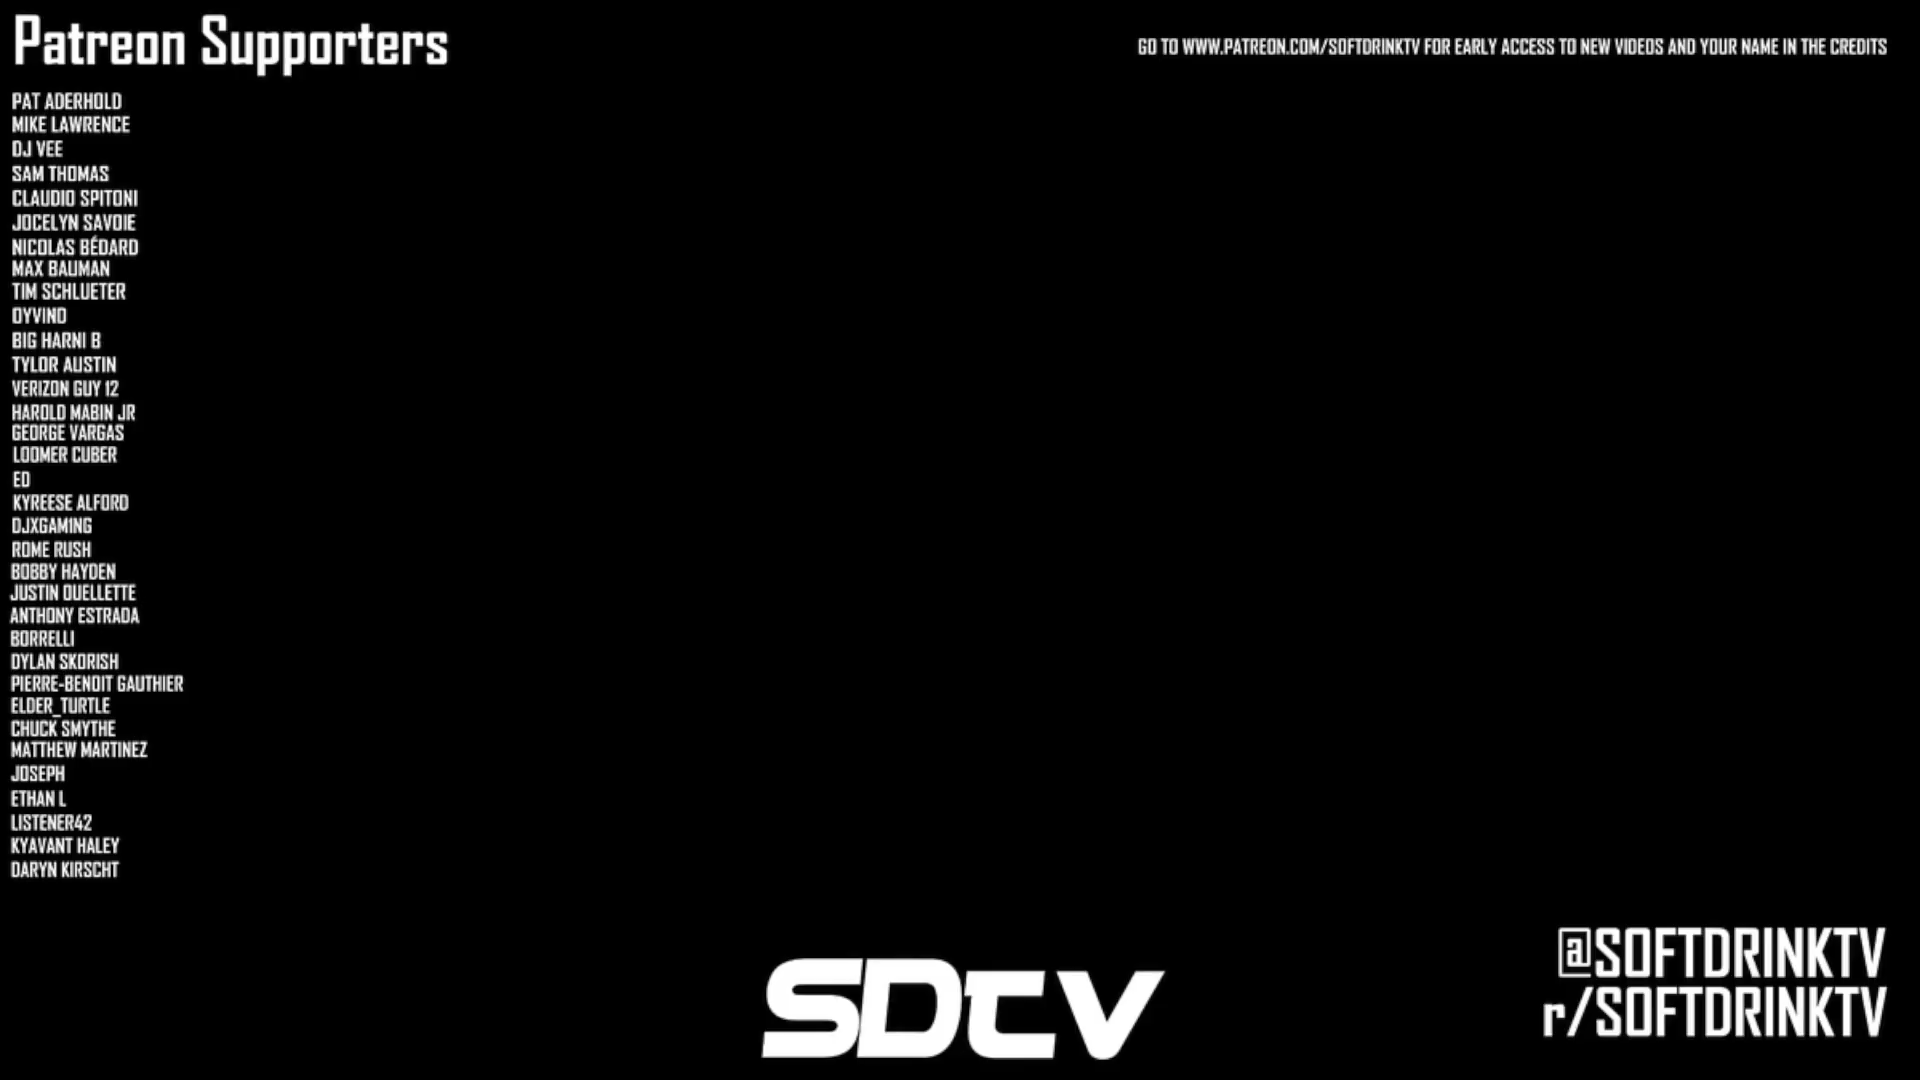 Patreon Supporters
GO TO WWW.PATREON.COM/SOFTDRINKTV FOR EARLY ACCESS TO NEW VIDEOS AND YOUR NAME IN THE CREDITS
PAT ADERHOLD
MIKE LAWRENCE
DJ VEE
SAM THOMAS
CLAUDIO SPITONI
JOCELYN SAVOIE
NICOLAS BÉDARD
MAX BAUMAN
TIM SCHLUETER
OYVIND
BIG HARNI B
TYLOR AUSTIN
VERIZON GUY 12
HAROLD MABIN JR
GEORGE VARGAS
LOOMER CUBER
ED
KYREESE ALFORD
DJXGAM1NG
ROME RUSH
BOBBY HAYDEN
JUSTIN OUELLETTE
ANTHONY ESTRADA
BORRELLI
DYLAN SKORISH
PIERRE-BENOIT GAUTHIER
ELDER_TURTLE
CHUCK SMYTHE
MATTHEW MARTINEZ
JOSEPH
ETHAN L
LISTENER42
KYAVANT HALEY
DARYN KIRSCHT
SDTV
@SOFTDRINKTV
r/SOFTDRINKTV